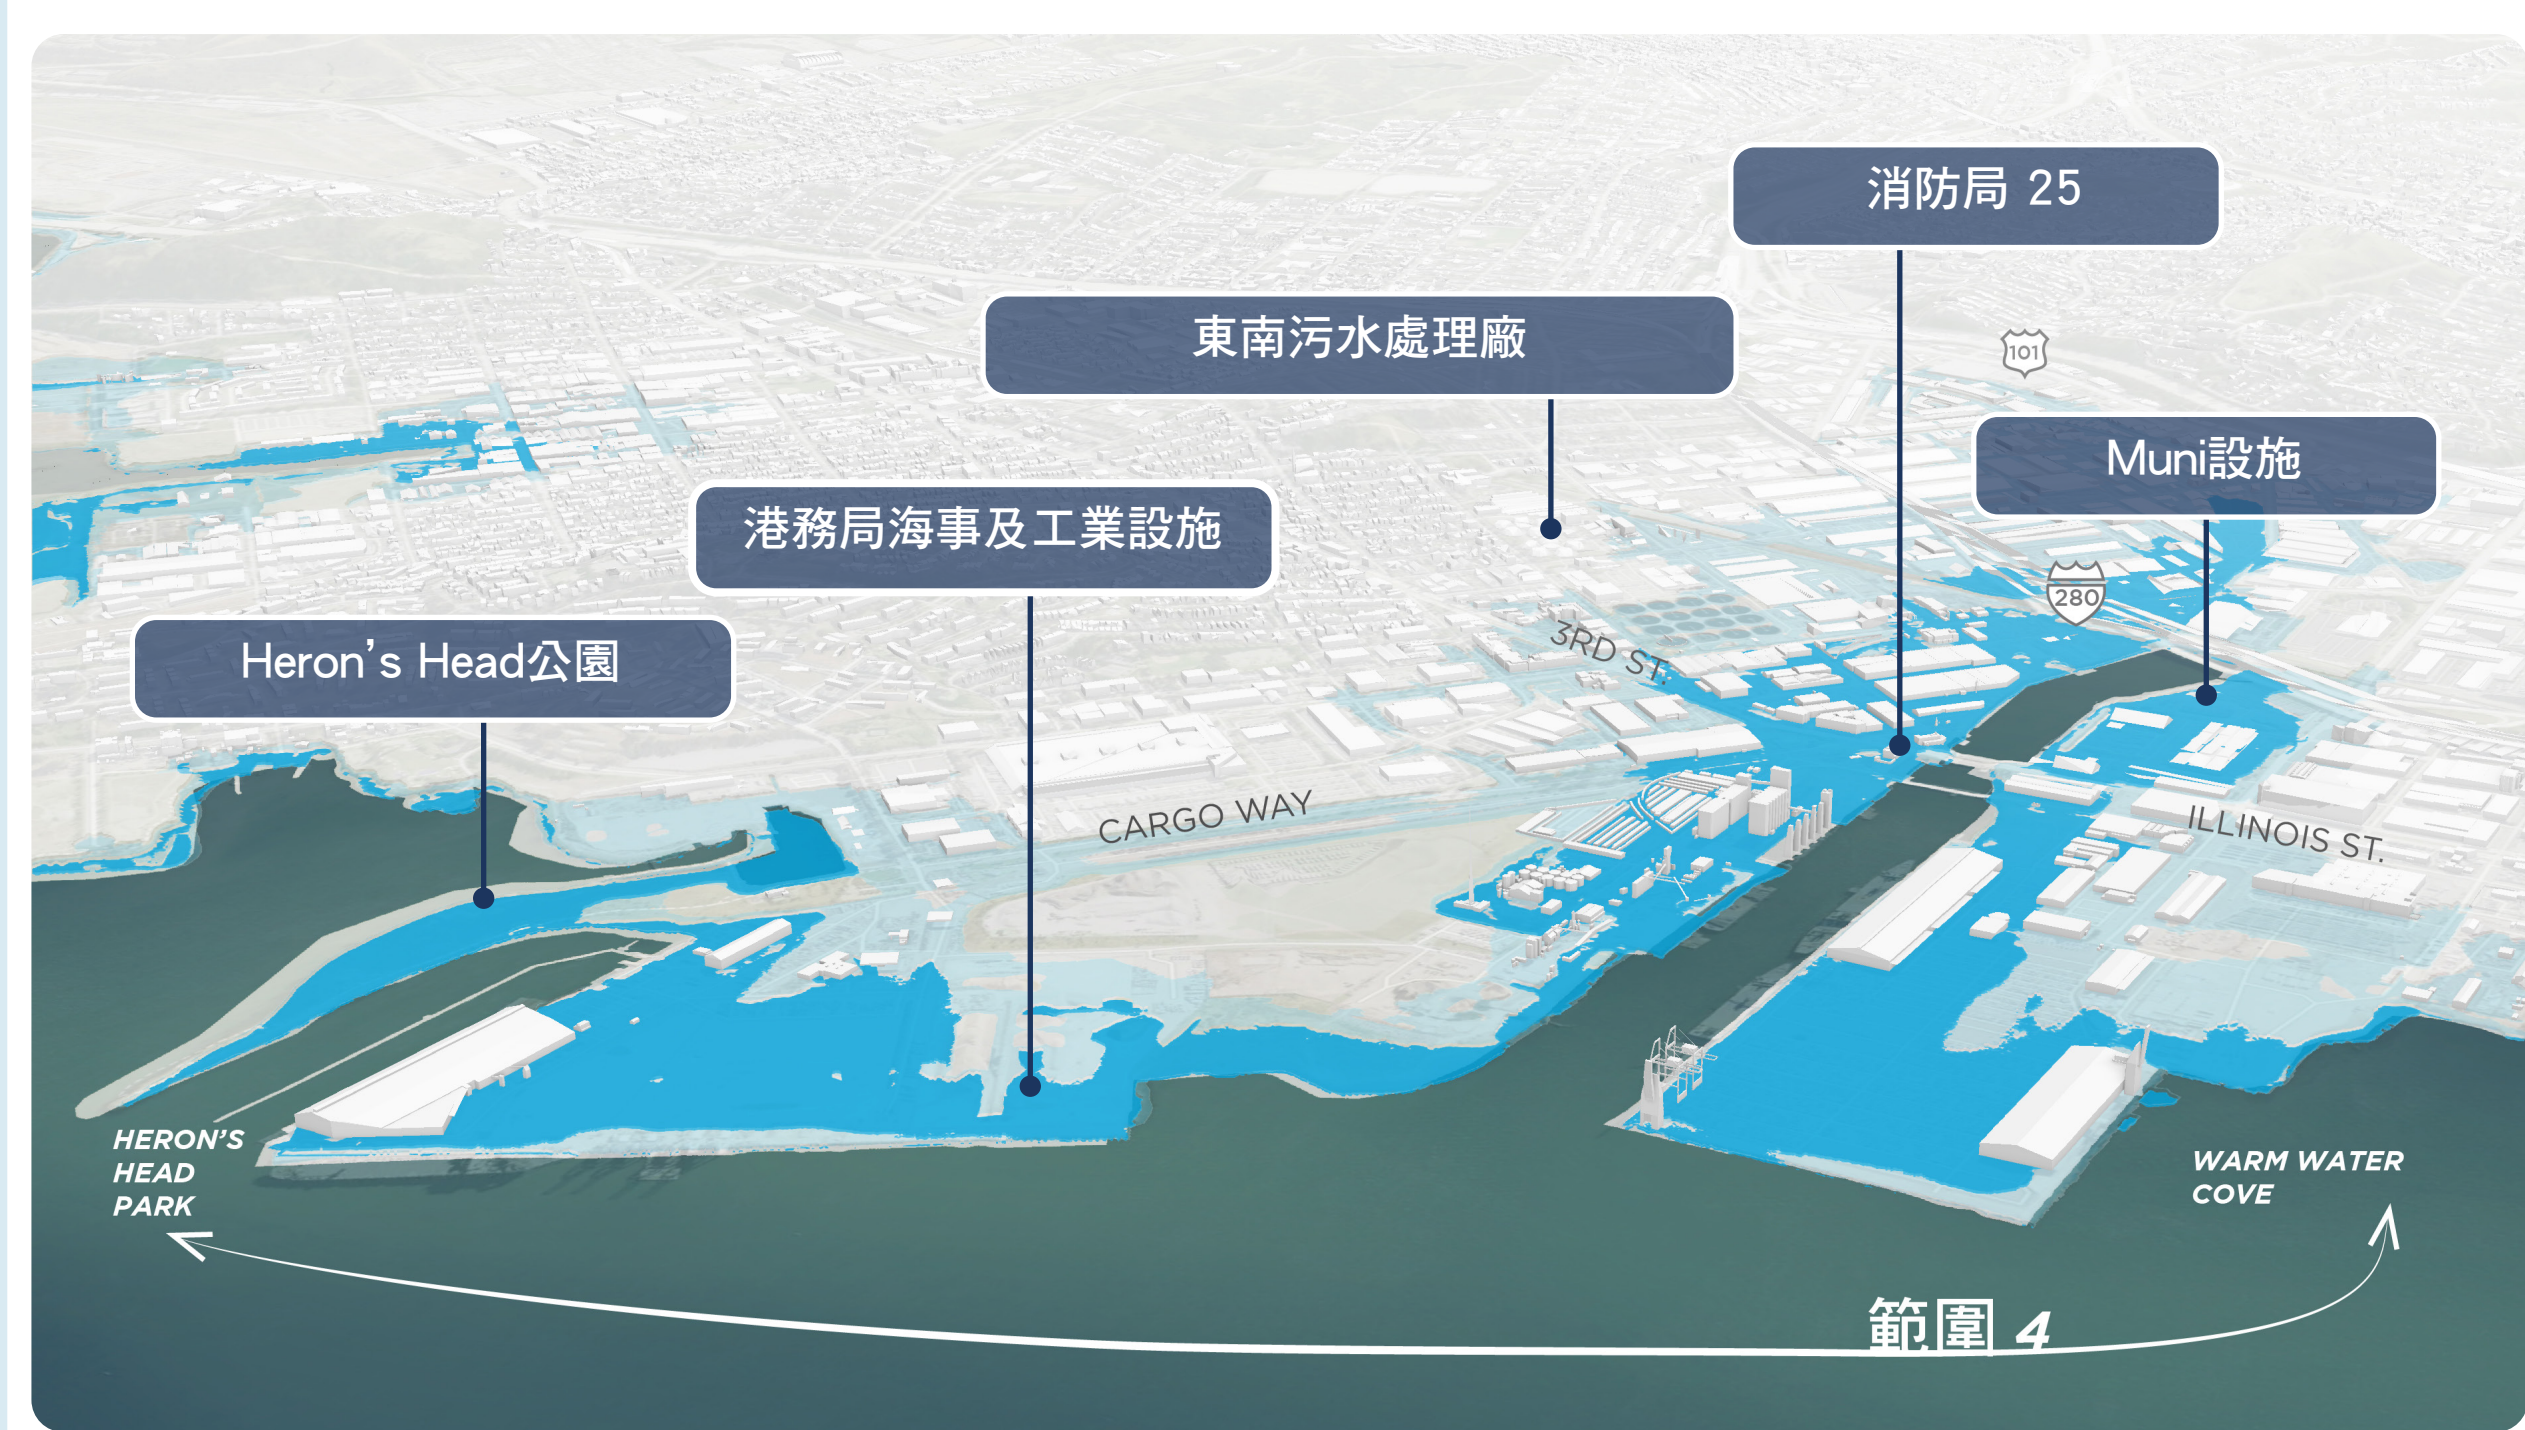 消防局 25
東南污水處理廠
101
Muni設施
港務局海事及工業設施
280
Heron’s Head公園
3RD ST.
CARGO WAY
ILLINOIS ST.
HERON'S
HEAD
PARK
WARM WATER
COVE
範圍 4